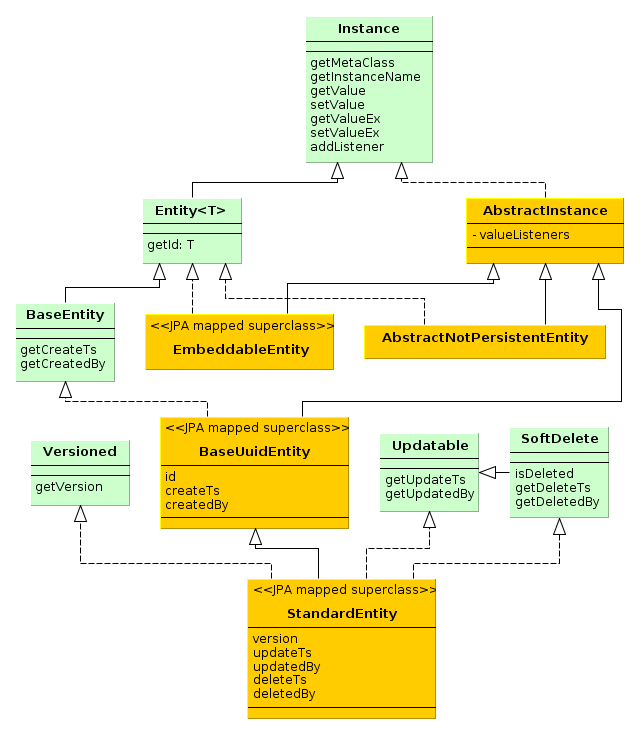 Instance
getMetaClass
getInstanceName
getValue
setValue
getValueEx
setValueEx
addListener
Entity<T>
getId: T
AbstractInstance
- valueListeners
BaseEntity
getCreateTs
getCreatedBy
<<JPA mapped superclass>>
EmbeddableEntity
AbstractNotPersistentEntity
<<JPA mapped superclass>>
BaseUuidEntity
id
createTs
createdBy
Versioned
getVersion
Updatable
getUpdateTs
getUpdatedBy
SoftDelete
isDeleted
getDeleteTs
getDeletedBy
<<JPA mapped superclass>>
StandardEntity
version
updateTs
updatedBy
deleteTs
deletedBy